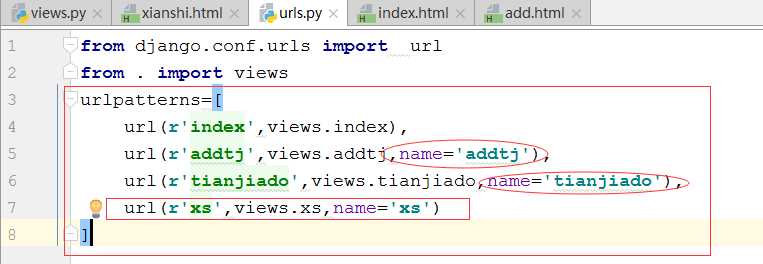 views.py × xianshi.html × urls.py × index.html × add.html ×
1 from django.conf.urls import  url
2 from . import views
3 urlpatterns=[
4     url(r'index',views.index),
5     url(r'addtj',views.addtj,name='addtj'),
6     url(r'tianjiado',views.tianjiado,name='tianjiado'),
7     url(r'xs',views.xs,name='xs')
8 ]